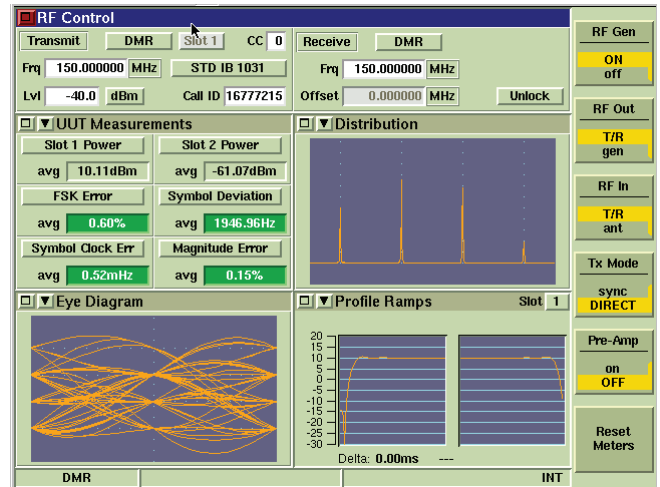 RF Control
Transmit DMR Slot 1 CC 0
Frq 150.000000 MHz STD IB 1031
Lvl -40.0 dBm Call ID 16777215
Receive DMR
Frq 150.000000 MHz
Offset 0.000000 MHz Unlock
UUT Measurements
Slot 1 Power Slot 2 Power
avg 10.11dBm avg -61.07dBm
FSK Error Symbol Deviation
avg 0.60% avg 1946.96Hz
Symbol Clock Err Magnitude Error
avg 0.52mHz avg 0.15%
Distribution
Eye Diagram
Profile Ramps Slot 1
20
15
10
5
0
-5
-10
-15
-20
-25
-30
Delta: 0.00ms ---
DMR INT
RF Gen
ON
off
RF Out
T/R
gen
RF In
T/R
ant
Tx Mode
sync
DIRECT
Pre-Amp
on
OFF
Reset
Meters